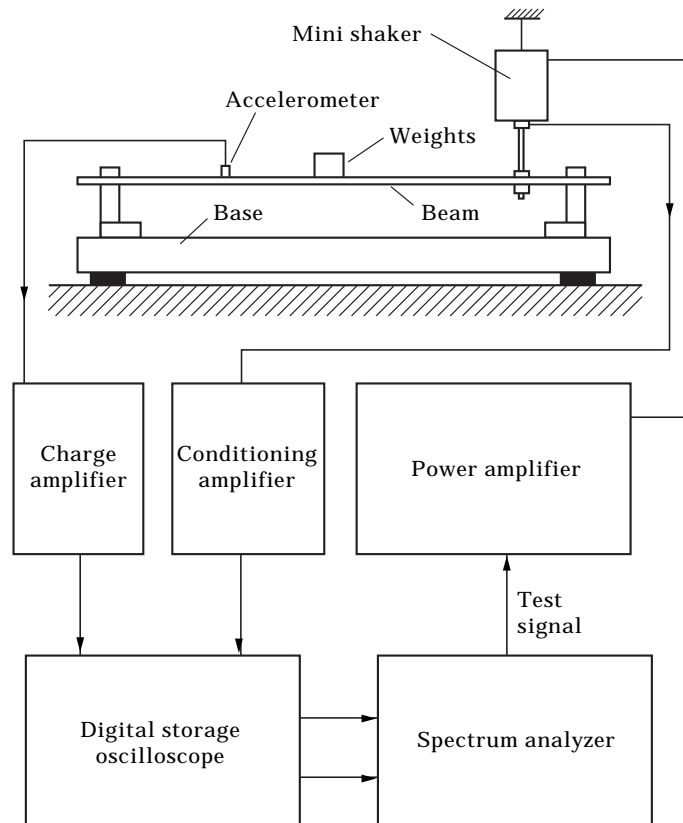 Mini shaker
Accelerometer
Weights
Base
Beam
Charge
amplifier
Conditioning
amplifier
Power amplifier
Test
signal
Digital storage
oscilloscope
Spectrum analyzer